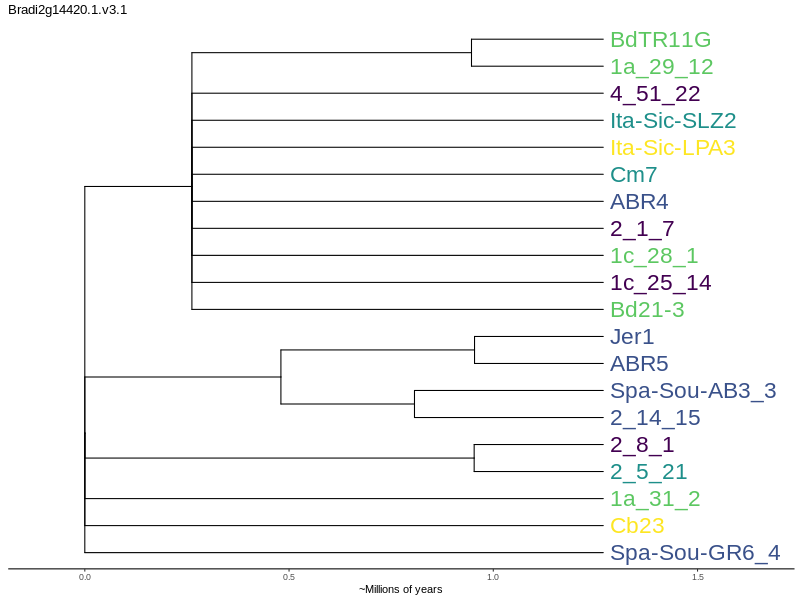 Bradi2g14420.1.v3.1
BdTR11G
1a_29_12
4_51_22
Ita-Sic-SLZ2
Ita-Sic-LPA3
Cm7
ABR4
2_1_7
1c_28_1
1c_25_14
Bd21-3
Jer1
ABR5
Spa-Sou-AB3_3
2_14_15
2_8_1
2_5_21
1a_31_2
Cb23
Spa-Sou-GR6_4
0.0 0.5 1.0 1.5
~Millions of years